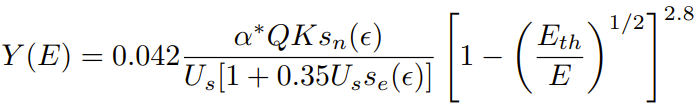 $Y(E) = 0.042 \frac{\alpha^* Q K s_n(\epsilon)}{U_s [1 + 0.35 U_s s_e(\epsilon)]} \left[ 1 - \left( \frac{E_{th}}{E} \right)^{1/2} \right]^{2.8}$